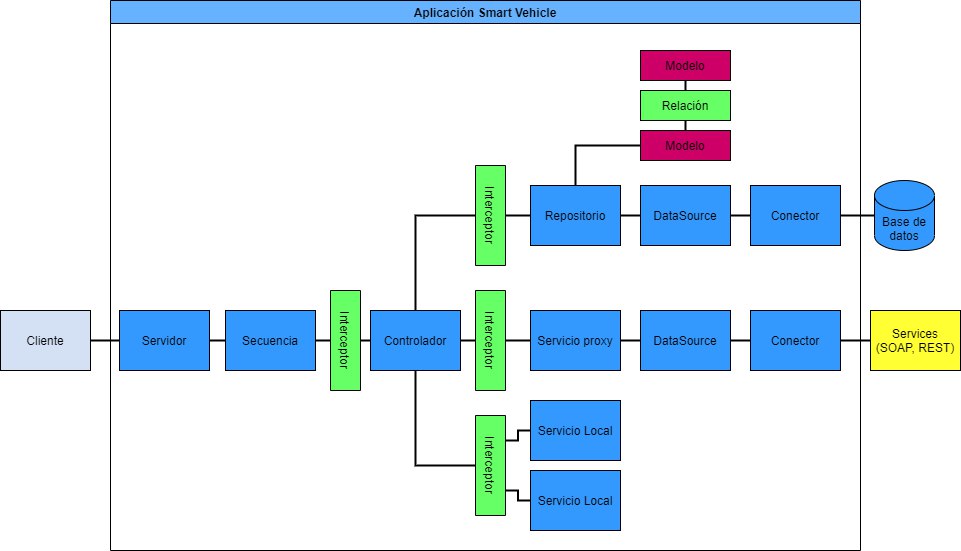 Aplicación Smart Vehicle
Modelo
Relación
Modelo
Interceptor
Repositorio
DataSource
Conector
Base de
datos
Cliente
Servidor
Secuencia
Interceptor
Controlador
Interceptor
Servicio proxy
DataSource
Conector
Services
(SOAP, REST)
Interceptor
Servicio Local
Servicio Local